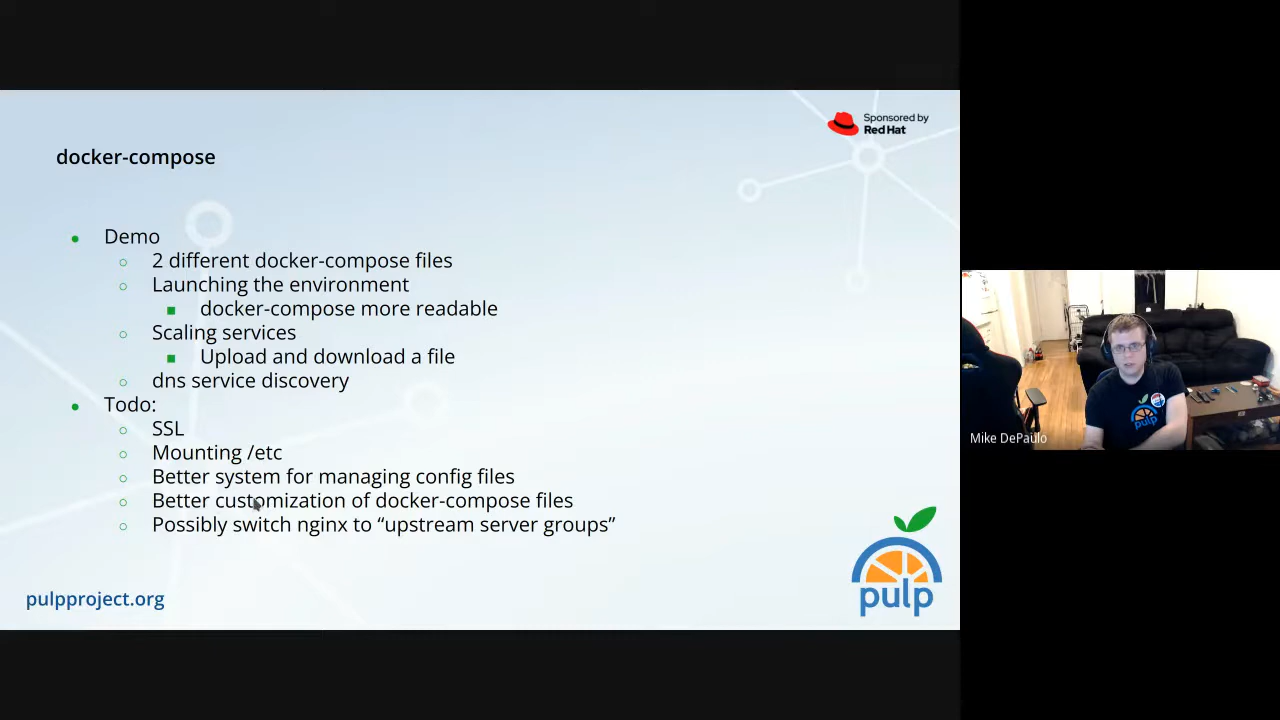 Sponsored by
Red Hat
docker-compose
Demo
2 different docker-compose files
Launching the environment
docker-compose more readable
Scaling services
Upload and download a file
dns service discovery
Todo:
SSL
Mounting /etc
Better system for managing config files
Better customization of docker-compose files
Possibly switch nginx to “upstream server groups”
pulpproject.org
pulp
Mike DePaulo
pulp